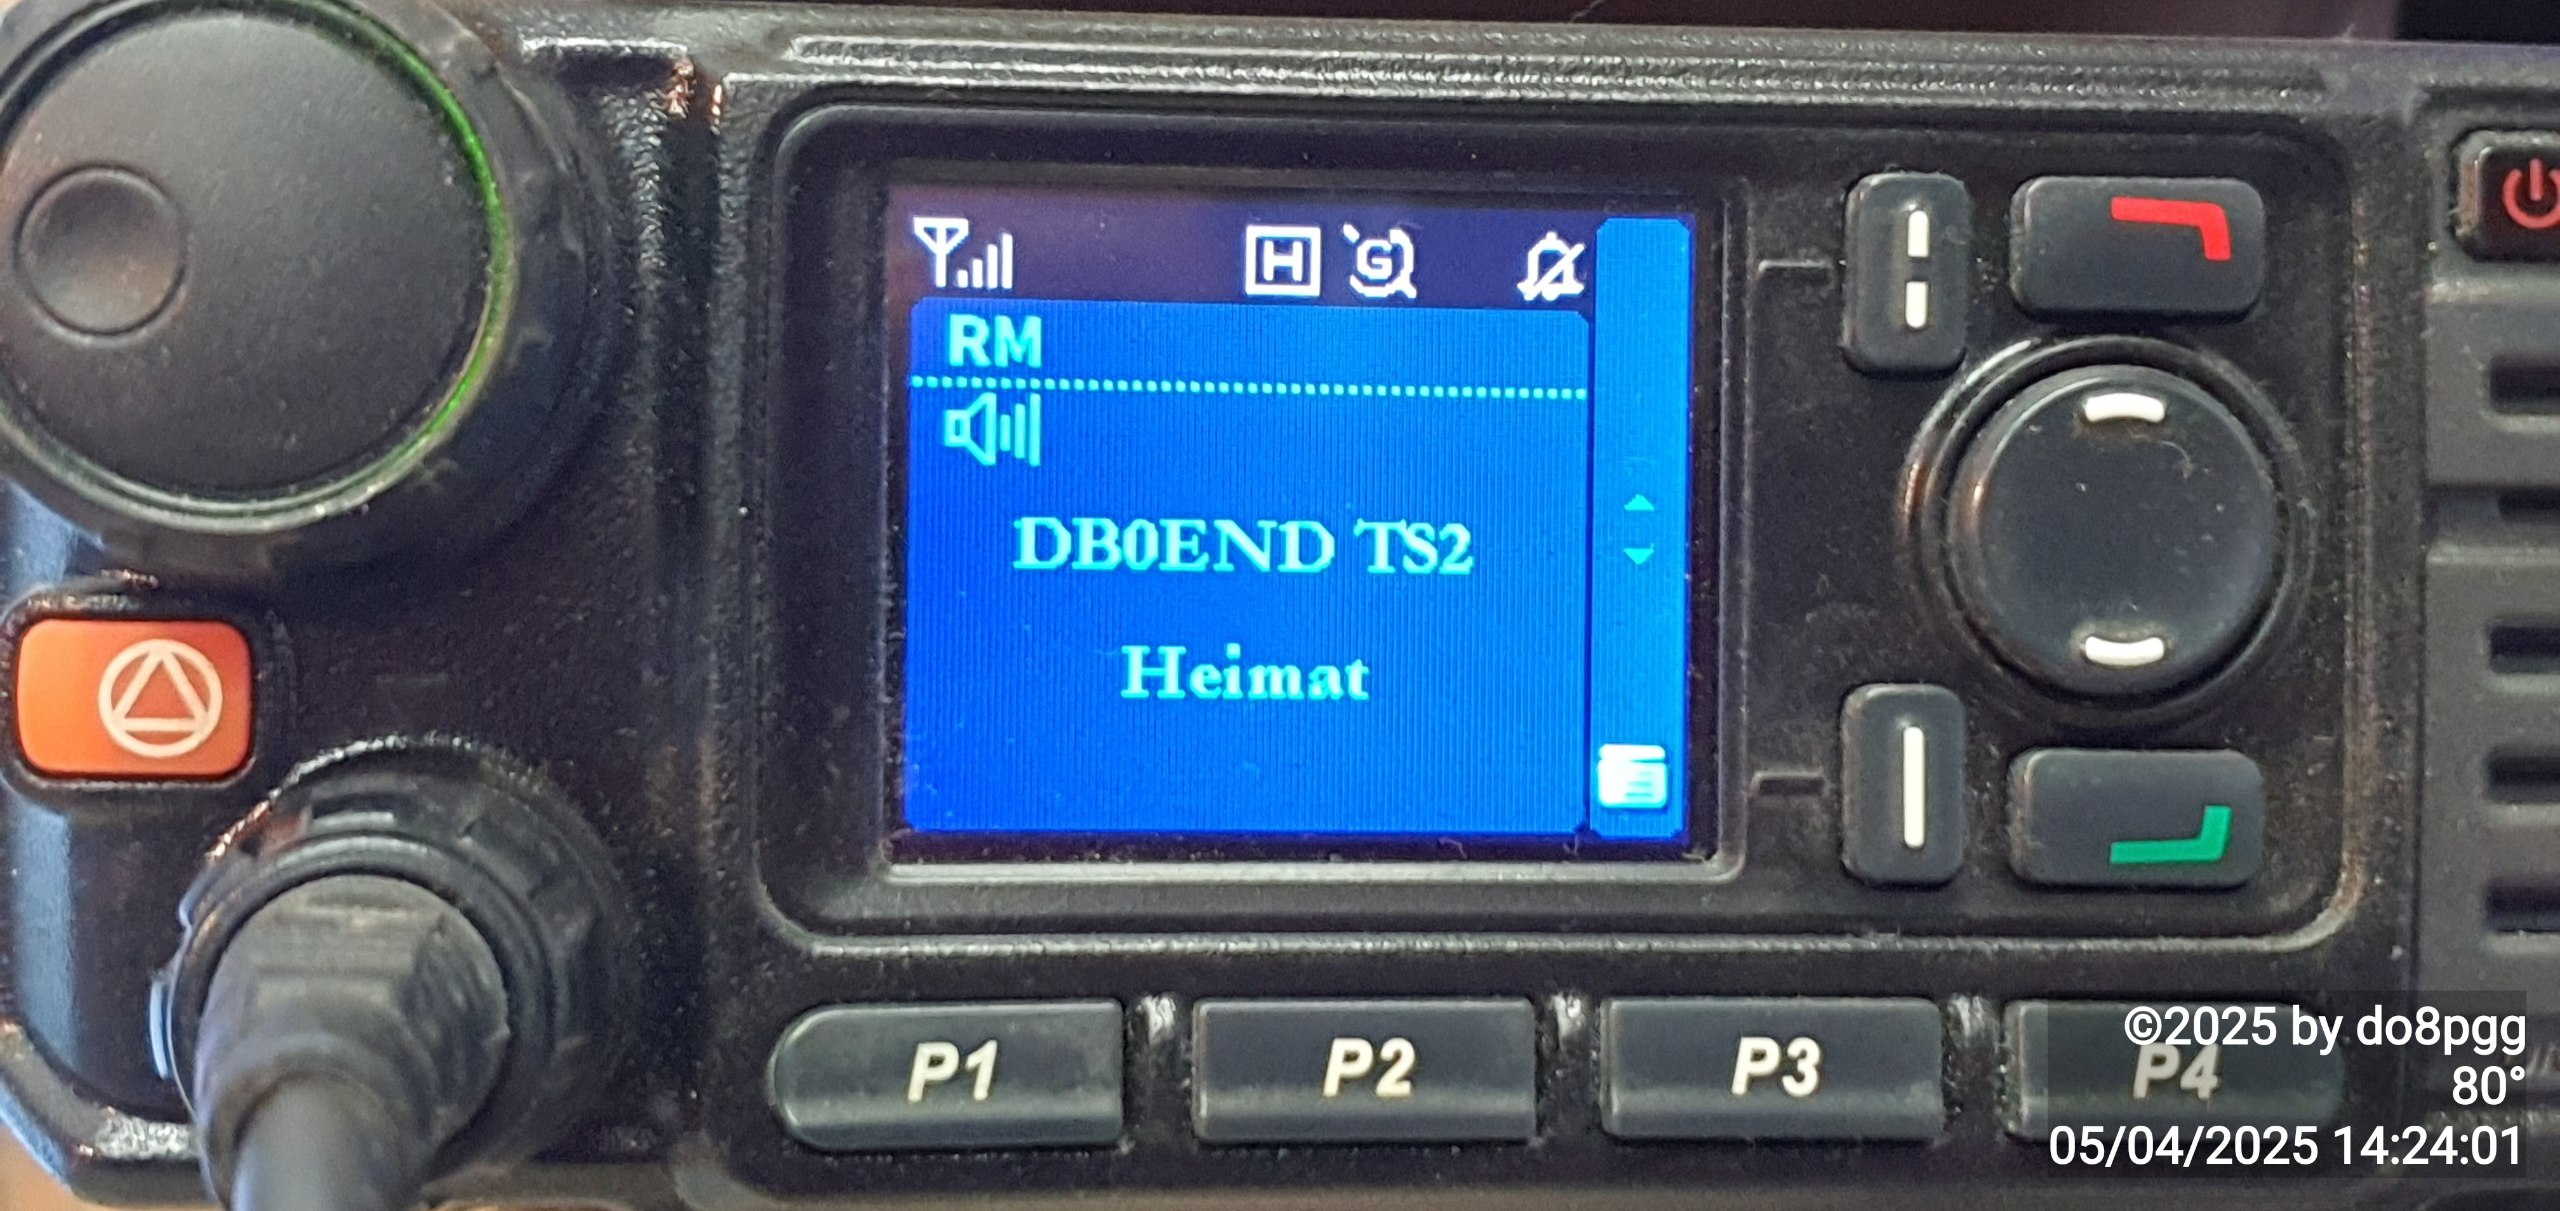 H G
RM
DB0END TS2
Heimat
P1 P2 P3 P4
©2025 by do8pgg
80°
05/04/2025 14:24:01